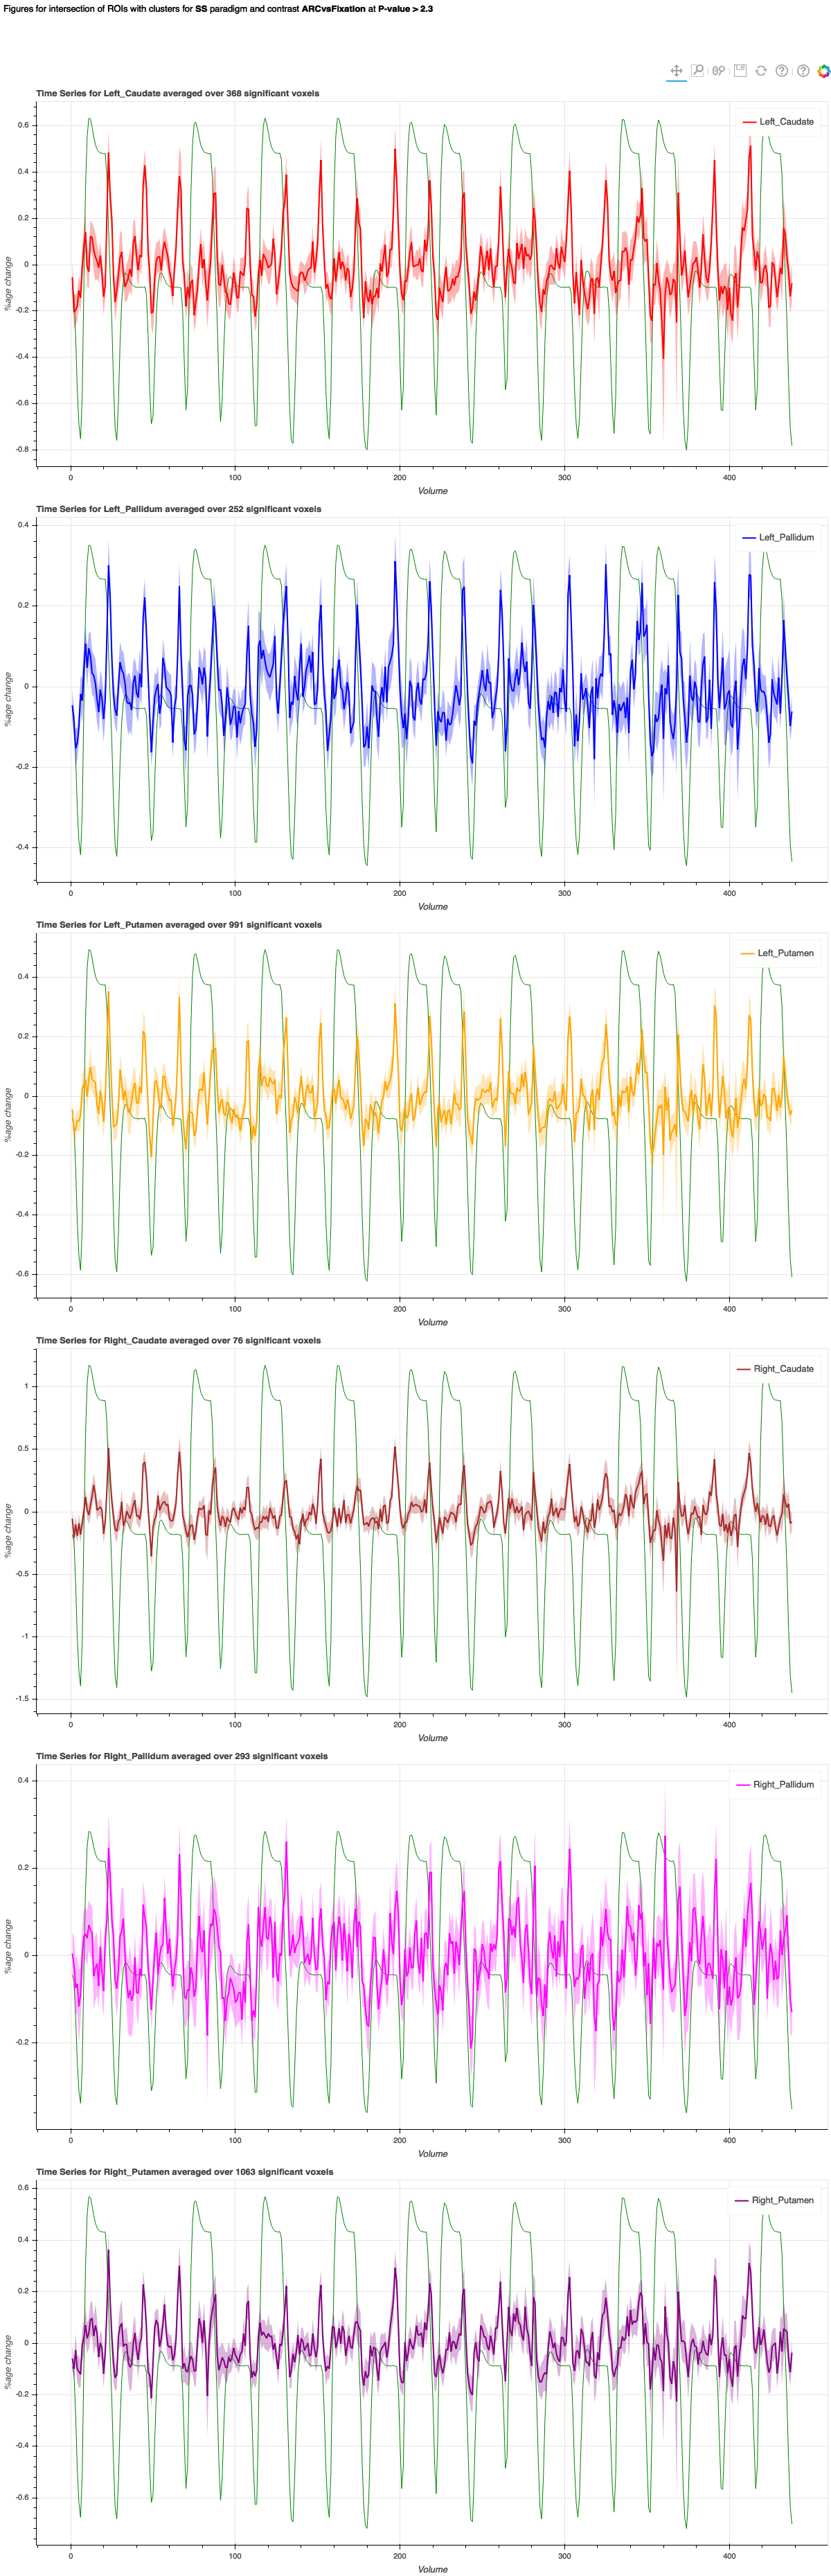 Figures for intersection of ROIs with clusters for SS paradigm and contrast ARCvsFixation at P-value > 2.3
Time Series for Left_Caudate averaged over 368 significant voxels
Left_Caudate
0.6
0.4
0.2
0
-0.2
-0.4
-0.6
-0.8
%age change
0 100 200 300 400
Volume
Time Series for Left_Pallidum averaged over 252 significant voxels
Left_Pallidum
0.4
0.2
0
-0.2
-0.4
%age change
0 100 200 300 400
Volume
Time Series for Left_Putamen averaged over 991 significant voxels
Left_Putamen
0.4
0.2
0
-0.2
-0.4
-0.6
%age change
0 100 200 300 400
Volume
Time Series for Right_Caudate averaged over 76 significant voxels
Right_Caudate
1
0.5
0
-0.5
-1
-1.5
%age change
0 100 200 300 400
Volume
Time Series for Right_Pallidum averaged over 293 significant voxels
Right_Pallidum
0.4
0.2
0
-0.2
%age change
0 100 200 300 400
Volume
Time Series for Right_Putamen averaged over 1063 significant voxels
Right_Putamen
0.6
0.4
0.2
0
-0.2
-0.4
-0.6
%age change
0 100 200 300 400
Volume